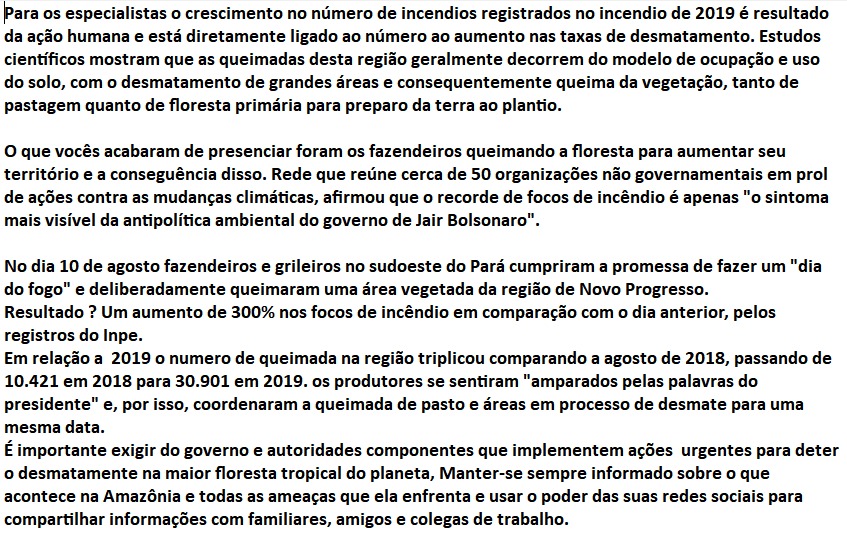 Para os especialistas o crescimento no número de incendios registrados no incendio de 2019 é resultado
da ação humana e está diretamente ligado ao número ao aumento nas taxas de desmatamento. Estudos
científicos mostram que as queimadas desta região geralmente decorrem do modelo de ocupação e uso
do solo, com o desmatamento de grandes áreas e consequentemente queima da vegetação, tanto de
pastagem quanto de floresta primária para preparo da terra ao plantio.
O que vocês acabaram de presenciar foram os fazendeiros queimando a floresta para aumentar seu
território e a conseguência disso. Rede que reúne cerca de 50 organizações não governamentais em prol
de ações contra as mudanças climáticas, afirmou que o recorde de focos de incêndio é apenas "o sintoma
mais visível da antipolítica ambiental do governo de Jair Bolsonaro".
No dia 10 de agosto fazendeiros e grileiros no sudoeste do Pará cumpriram a promessa de fazer um "dia
do fogo" e deliberadamente queimaram uma área vegetada da região de Novo Progresso.
Resultado ? Um aumento de 300% nos focos de incêndio em comparação com o dia anterior, pelos
registros do Inpe.
Em relação a  2019 o numero de queimada na região triplicou comparando a agosto de 2018, passando de
10.421 em 2018 para 30.901 em 2019. os produtores se sentiram "amparados pelas palavras do
presidente" e, por isso, coordenaram a queimada de pasto e áreas em processo de desmate para uma
mesma data.
É importante exigir do governo e autoridades componentes que implementem ações  urgentes para deter
o desmatamente na maior floresta tropical do planeta, Manter-se sempre informado sobre o que
acontece na Amazônia e todas as ameaças que ela enfrenta e usar o poder das suas redes sociais para
compartilhar informações com familiares, amigos e colegas de trabalho.